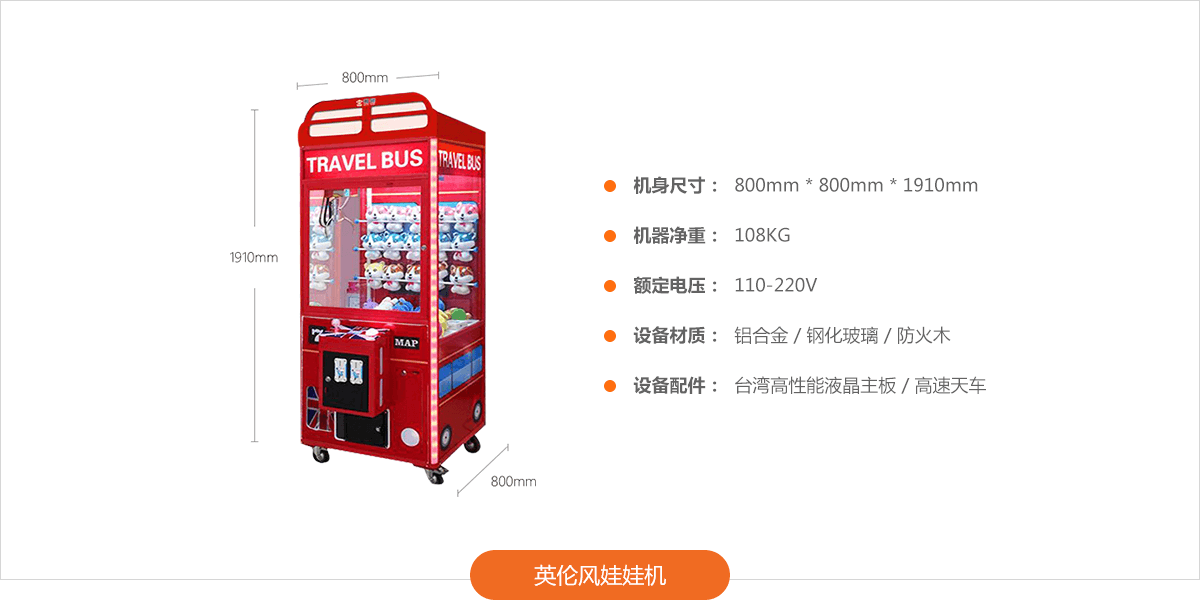 800mm
TRAVEL BUS
TRAVEL BUS
1910mm
MAP
800mm
机身尺寸： 800mm * 800mm * 1910mm
机器净重： 108KG
额定电压： 110-220V
设备材质： 铝合金 / 钢化玻璃 / 防火木
设备配件： 台湾高性能液晶主板 / 高速天车
英伦风娃娃机